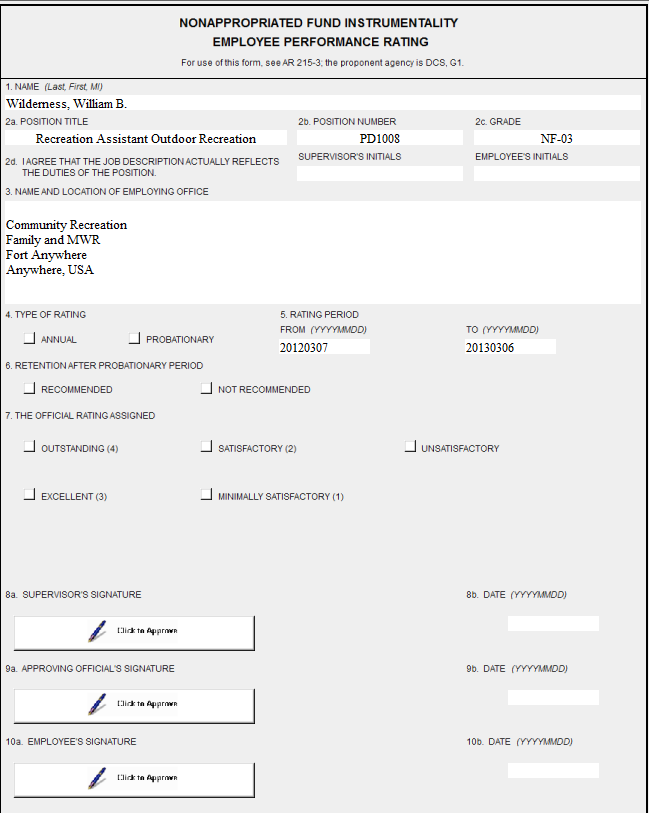 NONAPPROPRIATED FUND INSTRUMENTALITY
EMPLOYEE PERFORMANCE RATING
For use of this form, see AR 215-3; the proponent agency is DCS, G1.
1. NAME (Last, First, MI)
Wilderness, William B.
2a. POSITION TITLE 2b. POSITION NUMBER 2c. GRADE
Recreation Assistant Outdoor Recreation PD1008 NF-03
2d. I AGREE THAT THE JOB DESCRIPTION ACTUALLY REFLECTS THE DUTIES OF THE POSITION. SUPERVISOR'S INITIALS EMPLOYEE'S INITIALS
3. NAME AND LOCATION OF EMPLOYING OFFICE
Community Recreation
Family and MWR
Fort Anywhere
Anywhere, USA
4. TYPE OF RATING 5. RATING PERIOD
FROM (YYYYMMDD) TO (YYYYMMDD)
ANNUAL PROBATIONARY
20120307 20130306
6. RETENTION AFTER PROBATIONARY PERIOD
RECOMMENDED NOT RECOMMENDED
7. THE OFFICIAL RATING ASSIGNED
OUTSTANDING (4) SATISFACTORY (2) UNSATISFACTORY
EXCELLENT (3) MINIMALLY SATISFACTORY (1)
8a. SUPERVISOR'S SIGNATURE 8b. DATE (YYYYMMDD)
Click to Approve
9a. APPROVING OFFICIAL'S SIGNATURE 9b. DATE (YYYYMMDD)
Click to Approve
10a. EMPLOYEE'S SIGNATURE 10b. DATE (YYYYMMDD)
Click to Approve